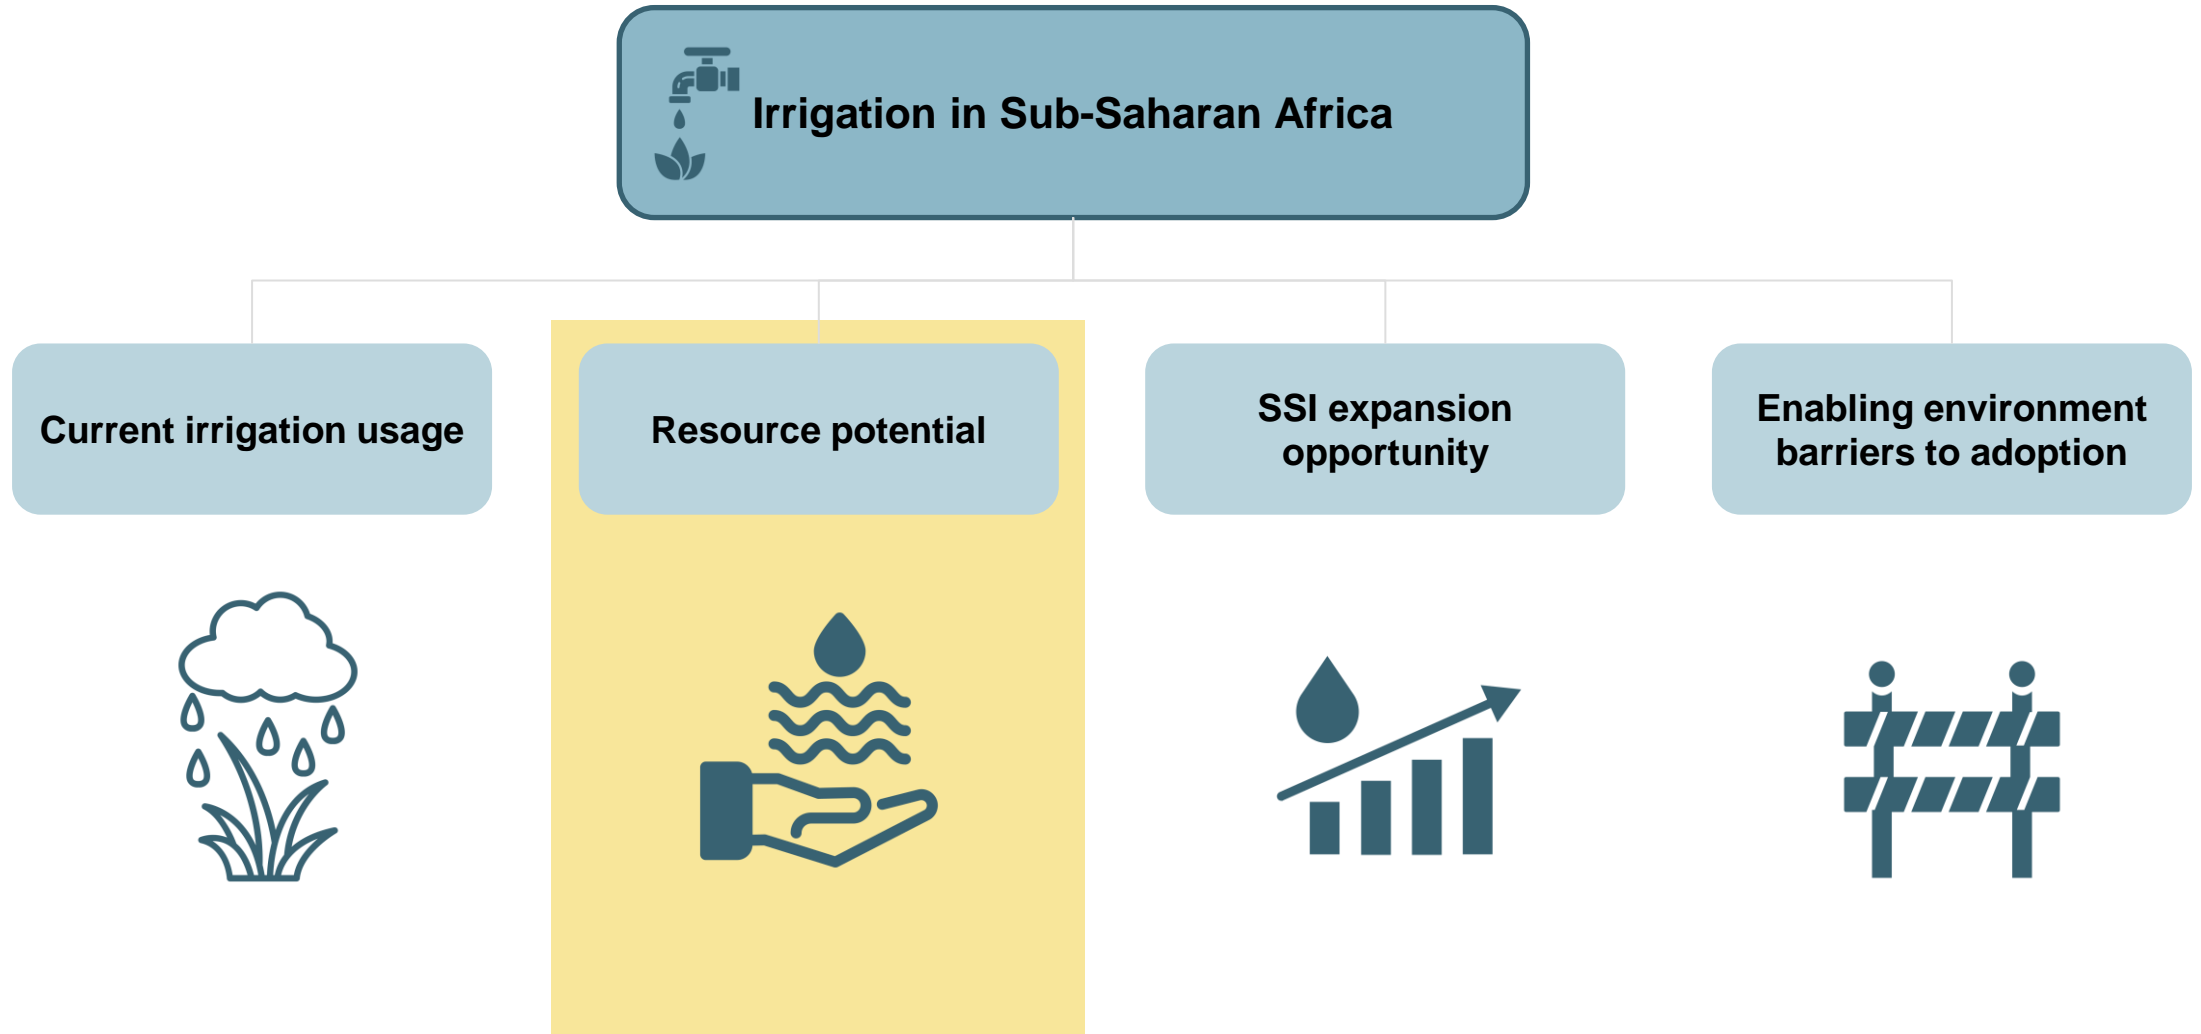 Irrigation in Sub-Saharan Africa
Current irrigation usage
Resource potential
SSI expansion
opportunity
Enabling environment
barriers to adoption